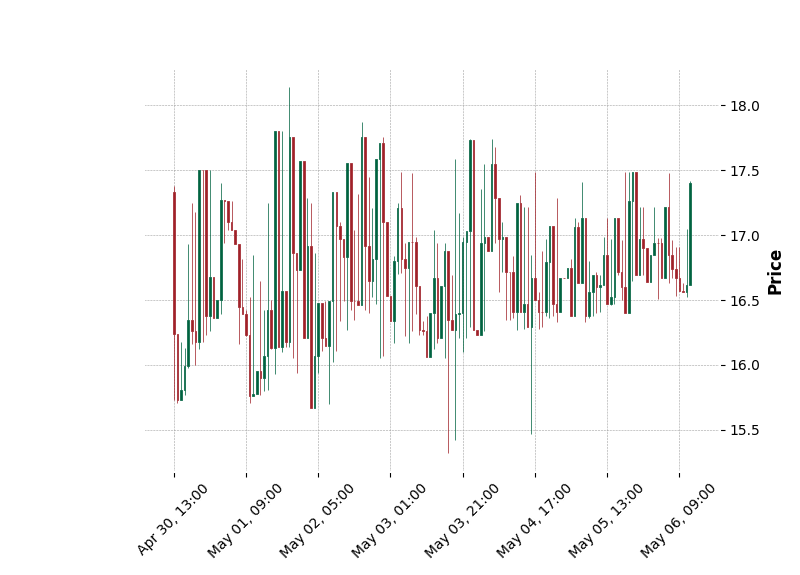 18.0
17.5
17.0
16.5
16.0
15.5
Price
Apr 30, 13:00
May 01, 09:00
May 02, 05:00
May 03, 01:00
May 03, 21:00
May 04, 17:00
May 05, 13:00
May 06, 09:00